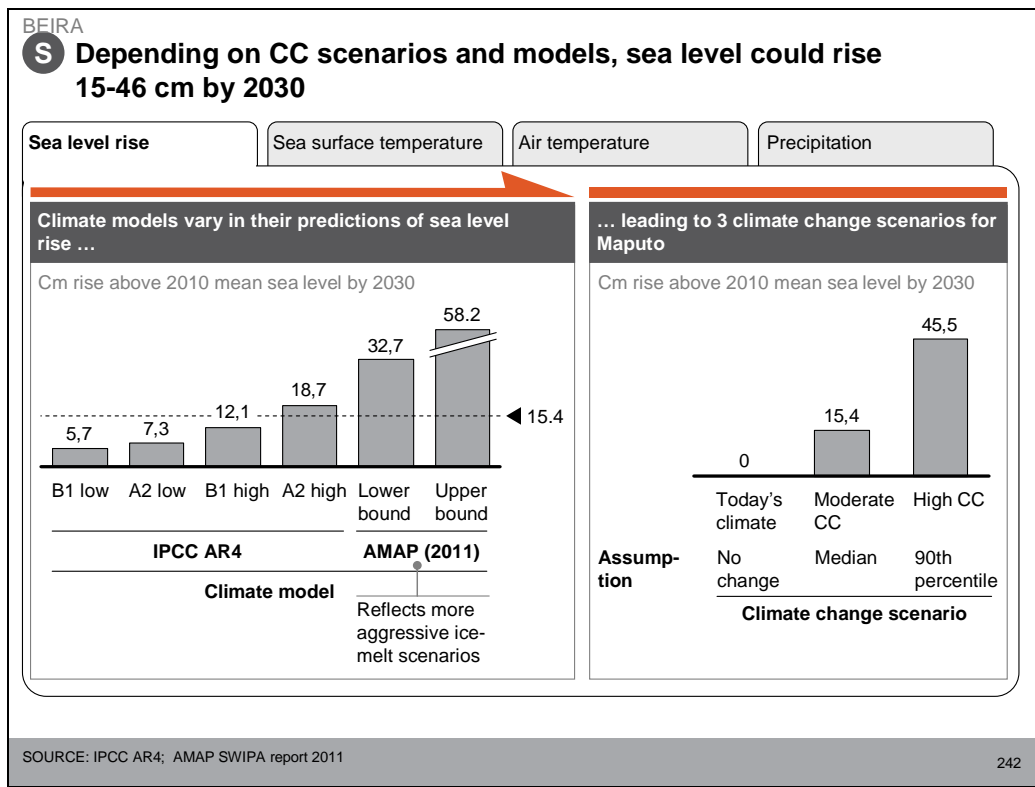 BEIRA
S Depending on CC scenarios and models, sea level could rise
15-46 cm by 2030
Sea level rise
Sea surface temperature
Air temperature
Precipitation
Climate models vary in their predictions of sea level
rise …
Cm rise above 2010 mean sea level by 2030
58.2
32,7
18,7
12,1
15.4
5,7
7,3
B1 low
A2 low
B1 high
A2 high
Lower
bound
Upper
bound
IPCC AR4
AMAP (2011)
Climate model
Reflects more
aggressive ice-
melt scenarios
… leading to 3 climate change scenarios for
Maputo
Cm rise above 2010 mean sea level by 2030
45,5
15,4
0
Today's
climate
Moderate
CC
High CC
Assump-
tion
No
change
Median
90th
percentile
Climate change scenario
SOURCE: IPCC AR4; AMAP SWIPA report 2011
242